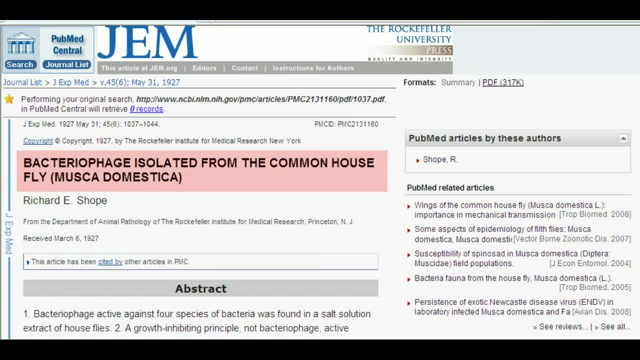 PubMed
Central
Search
Journal List
JEM
THE ROCKEFELLER
UNIVERSITY
PRESS
QUALITY AND INTEGRITY
This article at JEM.org | Editors | Contact | Instructions for Authors
Journal List > J Exp Med > v.45(6); May 31, 1927
Formats: Summary | PDF (317K)
Performing your original search, http://www.ncbi.nlm.nih.gov/pmc/articles/PMC2131160/pdf/1037.pdf,
in PubMed Central will retrieve 0 records.
J Exp Med. 1927 May 31; 45(6): 1037–1044.
PMCID: PMC2131160
Copyright © Copyright, 1927, by The Rockefeller Institute for Medical Research New York
BACTERIOPHAGE ISOLATED FROM THE COMMON HOUSE
FLY (MUSCA DOMESTICA)
Richard E. Shope
From the Department of Animal Pathology of The Rockefeller Institute for Medical Research, Princeton, N. J.
Received March 6, 1927
▸ This article has been cited by other articles in PMC.
Abstract
1. Bacteriophage active against four species of bacteria was found in a salt solution
extract of house flies. 2. A growth-inhibiting principle, not bacteriophage, active
J Exp Med
PubMed articles by these authors
Shope, R.
PubMed related articles
Wings of the common house fly (Musca domestica L.):
importance in mechanical transmission [Trop Biomed. 2008]
Some aspects of epidemiology of filth flies: Musca
domestica, Musca domesti [Vector Borne Zoonotic Dis. 2007]
Susceptibility of spinosad in Musca domestica (Diptera:
Muscidae) field populations. [J Econ Entomol. 2004]
Bacteria fauna from the house fly, Musca domestica (L.).
[Trop Biomed. 2005]
Persistence of exotic Newcastle disease virus (ENDV) in
laboratory infected Musca domestica and Fa [Avian Dis. 2008]
» See reviews... | » See all...